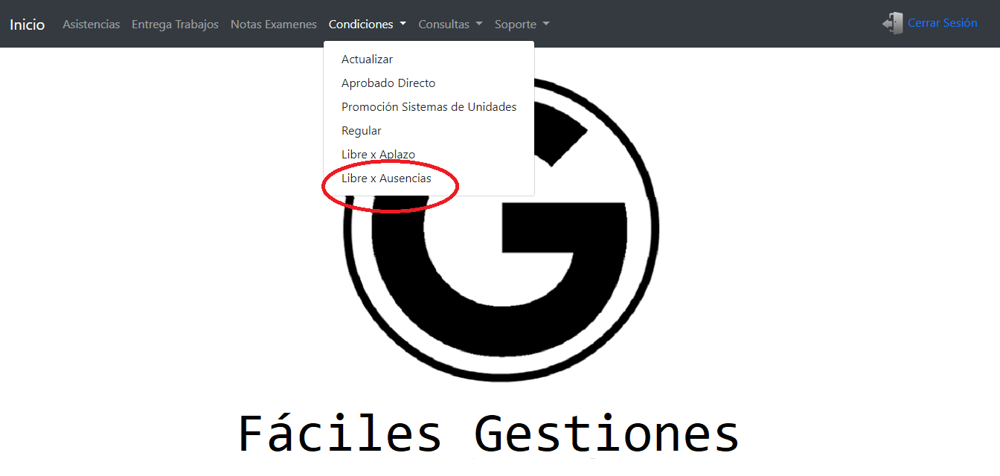 Inicio Asistencias Entrega Trabajos Notas Examenes Condiciones Consultas Soporte Cerrar Sesión
Actualizar
Aprobado Directo
Promoción Sistemas de Unidades
Regular
Libre x Aplazo
Libre x Ausencias
G
Fáciles Gestiones